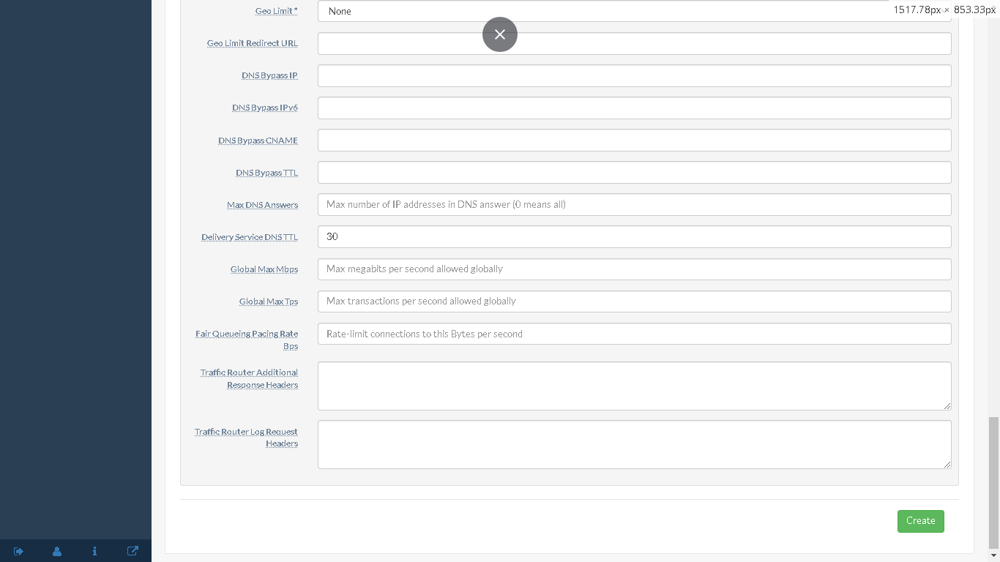 1517.78px × 853.33px
Geo Limit *
None
Geo Limit Redirect URL
DNS Bypass IP
DNS Bypass IPv6
DNS Bypass CNAME
DNS Bypass TTL
Max DNS Answers
Max number of IP addresses in DNS answer (0 means all)
Delivery Service DNS TTL
30
Global Max Mbps
Max megabits per second allowed globally
Global Max Tps
Max transactions per second allowed globally
Fair Queueing Pacing Rate
Bps
Rate-limit connections to this Bytes per second
Traffic Router Additional
Response Headers
Traffic Router Log Request
Headers
Create